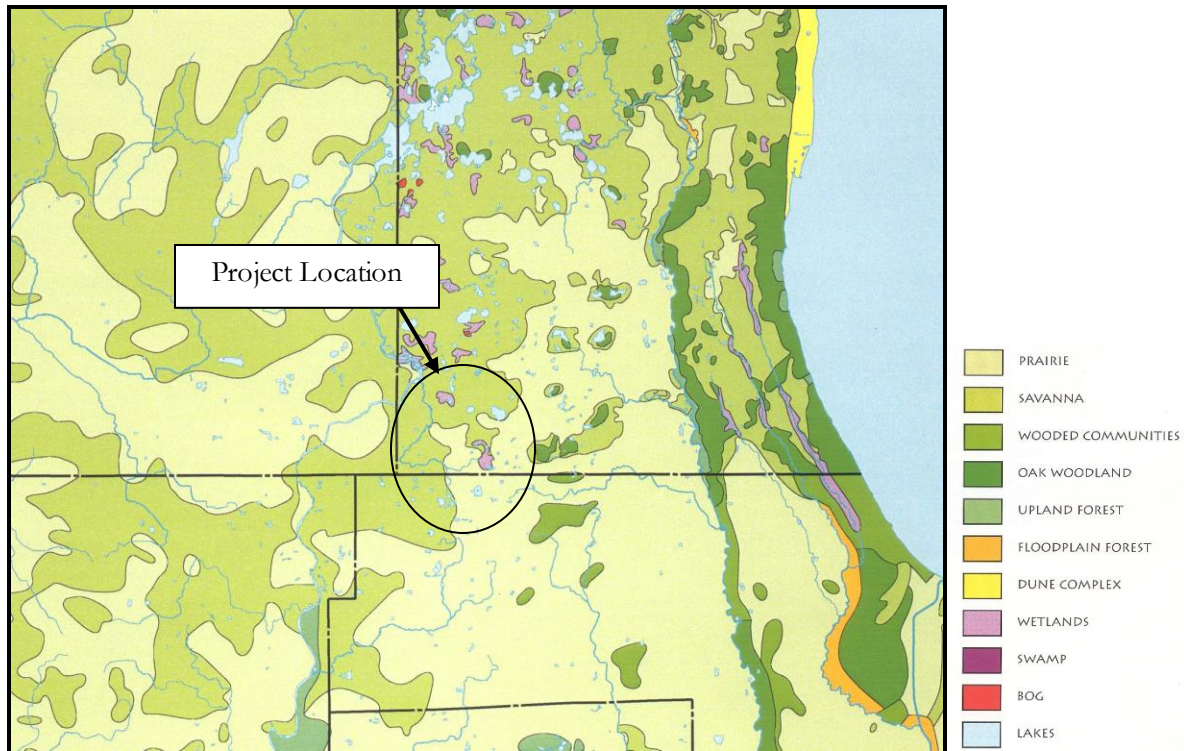 Project Location
PRAIRIE
SAVANNA
WOODED COMMUNITIES
OAK WOODLAND
UPLAND FOREST
FLOODPLAIN FOREST
DUNE COMPLEX
WETLANDS
SWAMP
BOG
LAKES